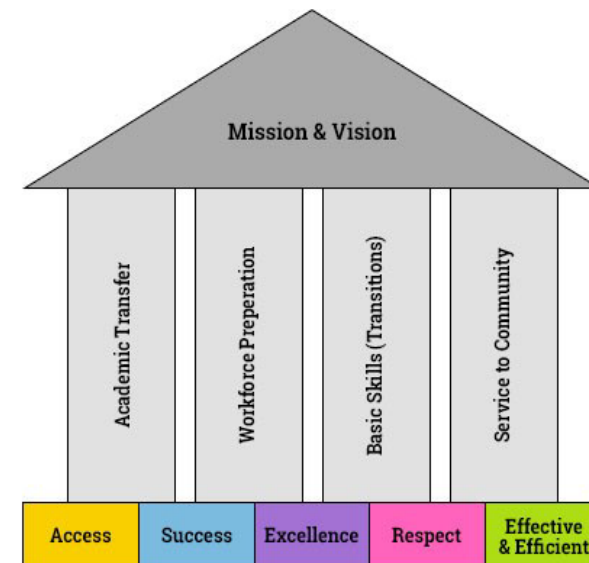 Mission & Vision
Academic Transfer
Workforce Preperation
Basic Skills (Transitions)
Service to Community
Access
Success
Excellence
Respect
Effective
& Efficient